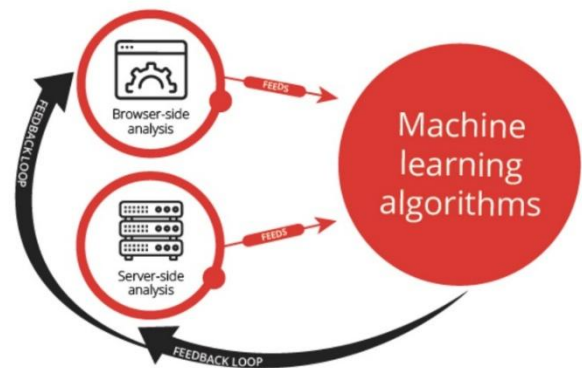 Browser-side
analysis
FEEDS
Machine
learning
algorithms
FEEDBACK LOOP
Server-side
analysis
FEEDS
FEEDBACK LOOP